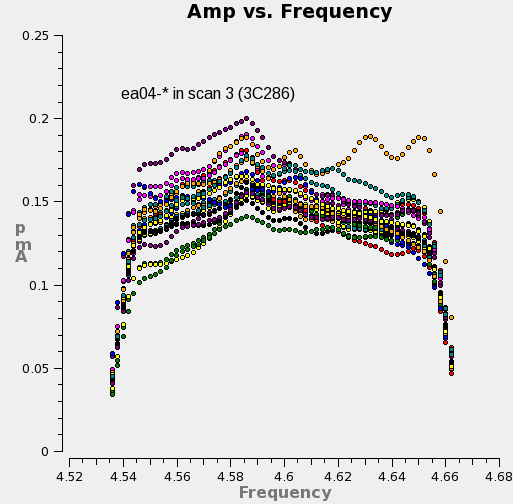 Amp vs. Frequency
0.25
ea04-* in scan 3 (3C286)
0.2
0.15
p
m
A
0.1
0.05
0
4.52 4.54 4.56 4.58 4.6 4.62 4.64 4.66 4.68
Frequency